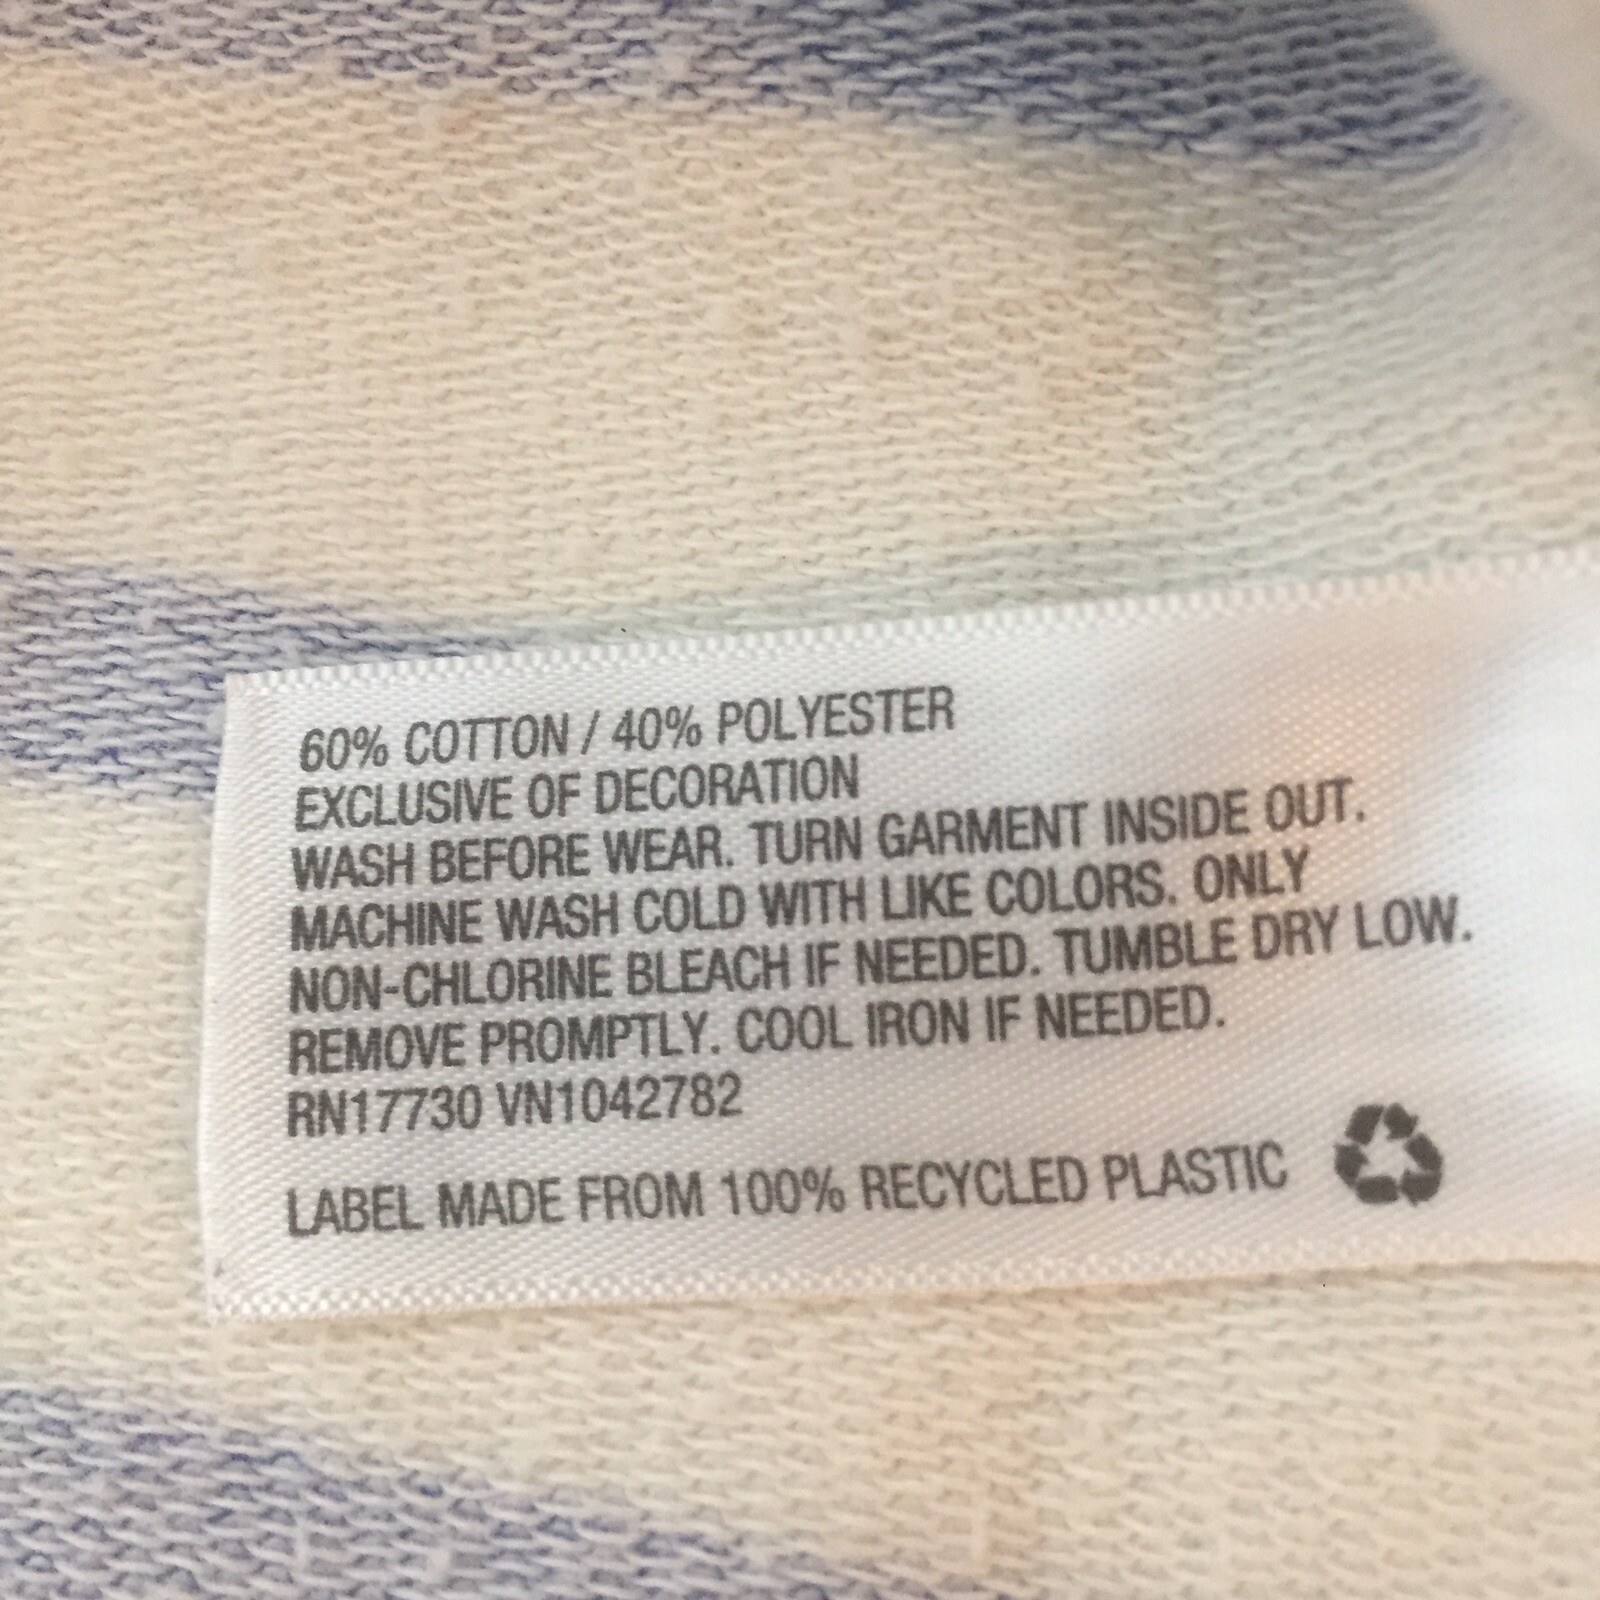 60% COTTON / 40% POLYESTER
EXCLUSIVE OF DECORATION
WASH BEFORE WEAR. TURN GARMENT INSIDE OUT.
MACHINE WASH COLD WITH LIKE COLORS. ONLY
NON-CHLORINE BLEACH IF NEEDED. TUMBLE DRY LOW.
REMOVE PROMPTLY. COOL IRON IF NEEDED.
RN17730 VN1042782
LABEL MADE FROM 100% RECYCLED PLASTIC